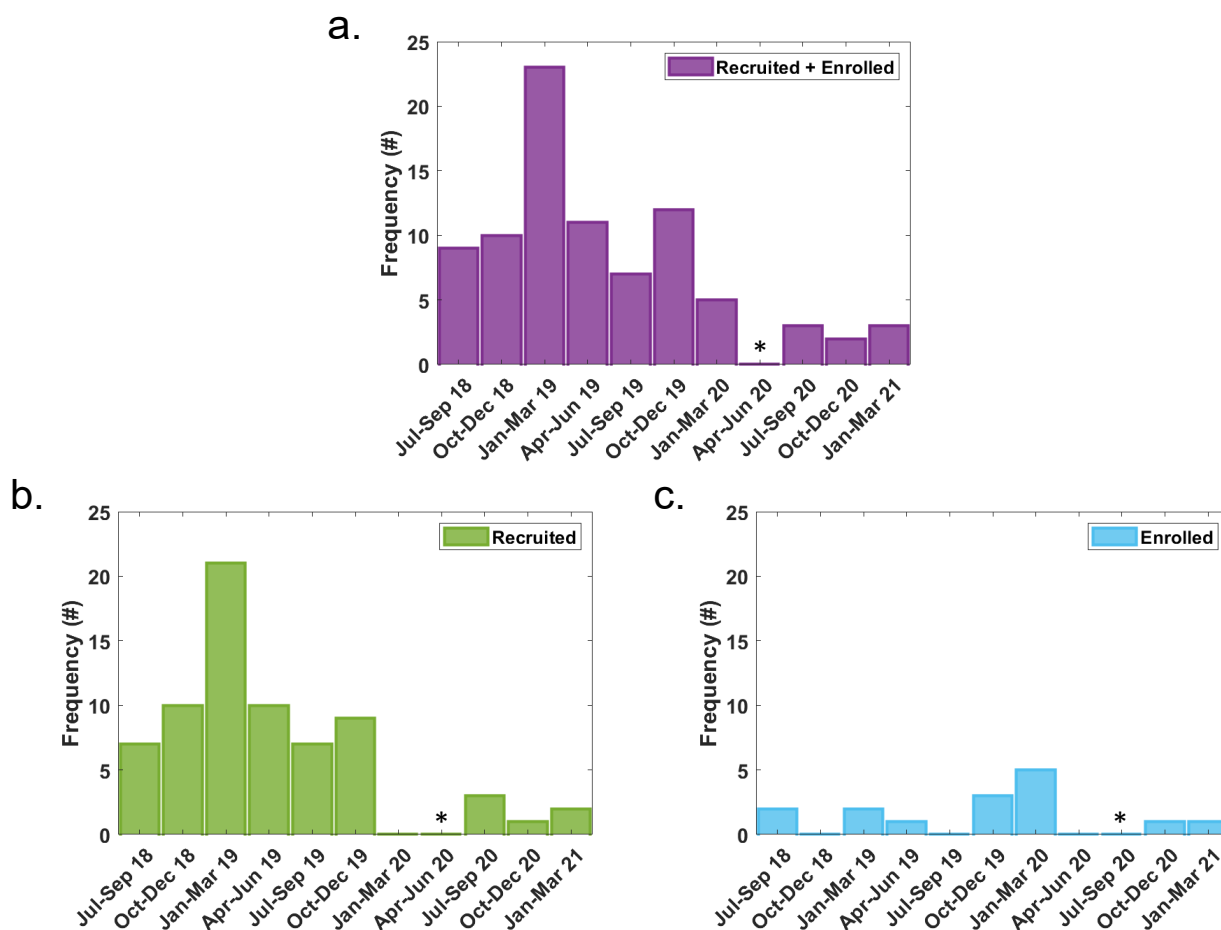 a.
Recruited + Enrolled
Frequency (#)
25
20
15
10
5
0
*
Jul-Sep 18
Oct-Dec 18
Jan-Mar 19
Apr-Jun 19
Jul-Sep 19
Oct-Dec 19
Jan-Mar 20
Apr-Jun 20
Jul-Sep 20
Oct-Dec 20
Jan-Mar 21
b.
Recruited
Frequency (#)
25
20
15
10
5
0
*
Jul-Sep 18
Oct-Dec 18
Jan-Mar 19
Apr-Jun 19
Jul-Sep 19
Oct-Dec 19
Jan-Mar 20
Apr-Jun 20
Jul-Sep 20
Oct-Dec 20
Jan-Mar 21
c.
Enrolled
Frequency (#)
25
20
15
10
5
0
*
Jul-Sep 18
Oct-Dec 18
Jan-Mar 19
Apr-Jun 19
Jul-Sep 19
Oct-Dec 19
Jan-Mar 20
Apr-Jun 20
Jul-Sep 20
Oct-Dec 20
Jan-Mar 21